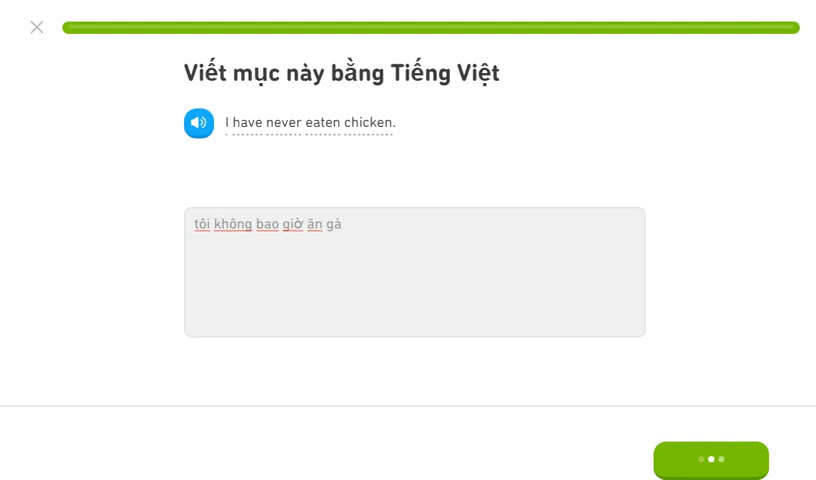 Viết mục này bằng Tiếng Việt
I have never eaten chicken.
tôi không bao giờ ăn gà